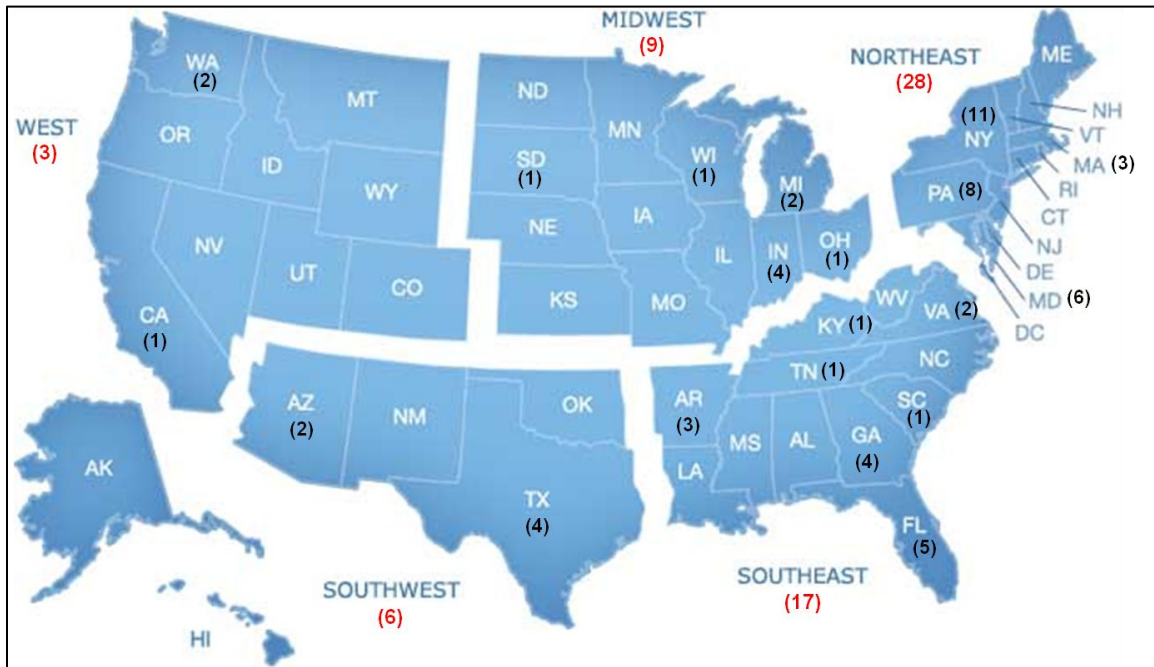 MIDWEST
(9)
NORTHEAST
(28)
WEST
(3)
WA
(2)
MT
OR
ID
WY
NV
UT
CO
CA
(1)
ND
MN
SD
(1)
WI
(1)
MI
(2)
NE
IA
IL
IN
(4)
OH
(1)
KS
MO
ME
NH
VT
(11)
NY
MA (3)
RI
PA (8)
CT
NJ
DE
MD (6)
DC
WV
VA (2)
KY (1)
NC
TN (1)
SC
(1)
AR
(3)
MS
AL
GA
(4)
LA
FL
(5)
AZ
(2)
NM
OK
TX
(4)
AK
HI
SOUTHWEST
(6)
SOUTHEAST
(17)